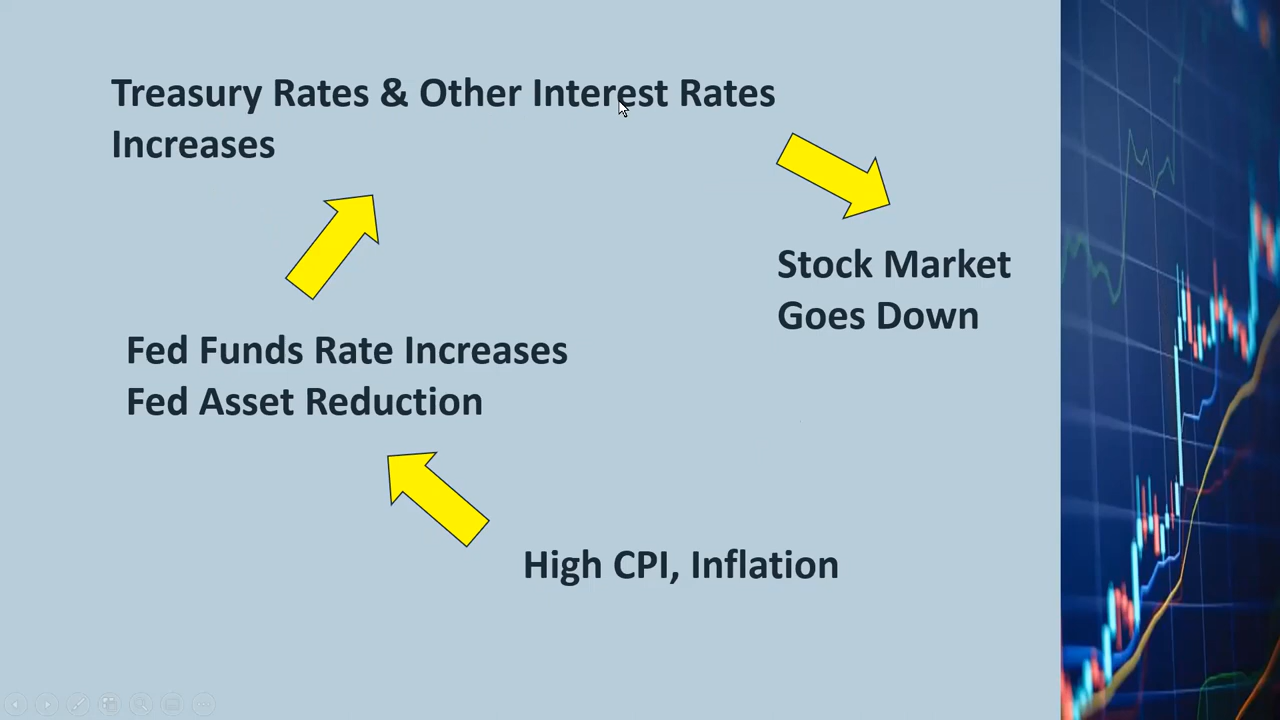 Treasury Rates & Other Interest Rates
Increases
Stock Market
Goes Down
Fed Funds Rate Increases
Fed Asset Reduction
High CPI, Inflation